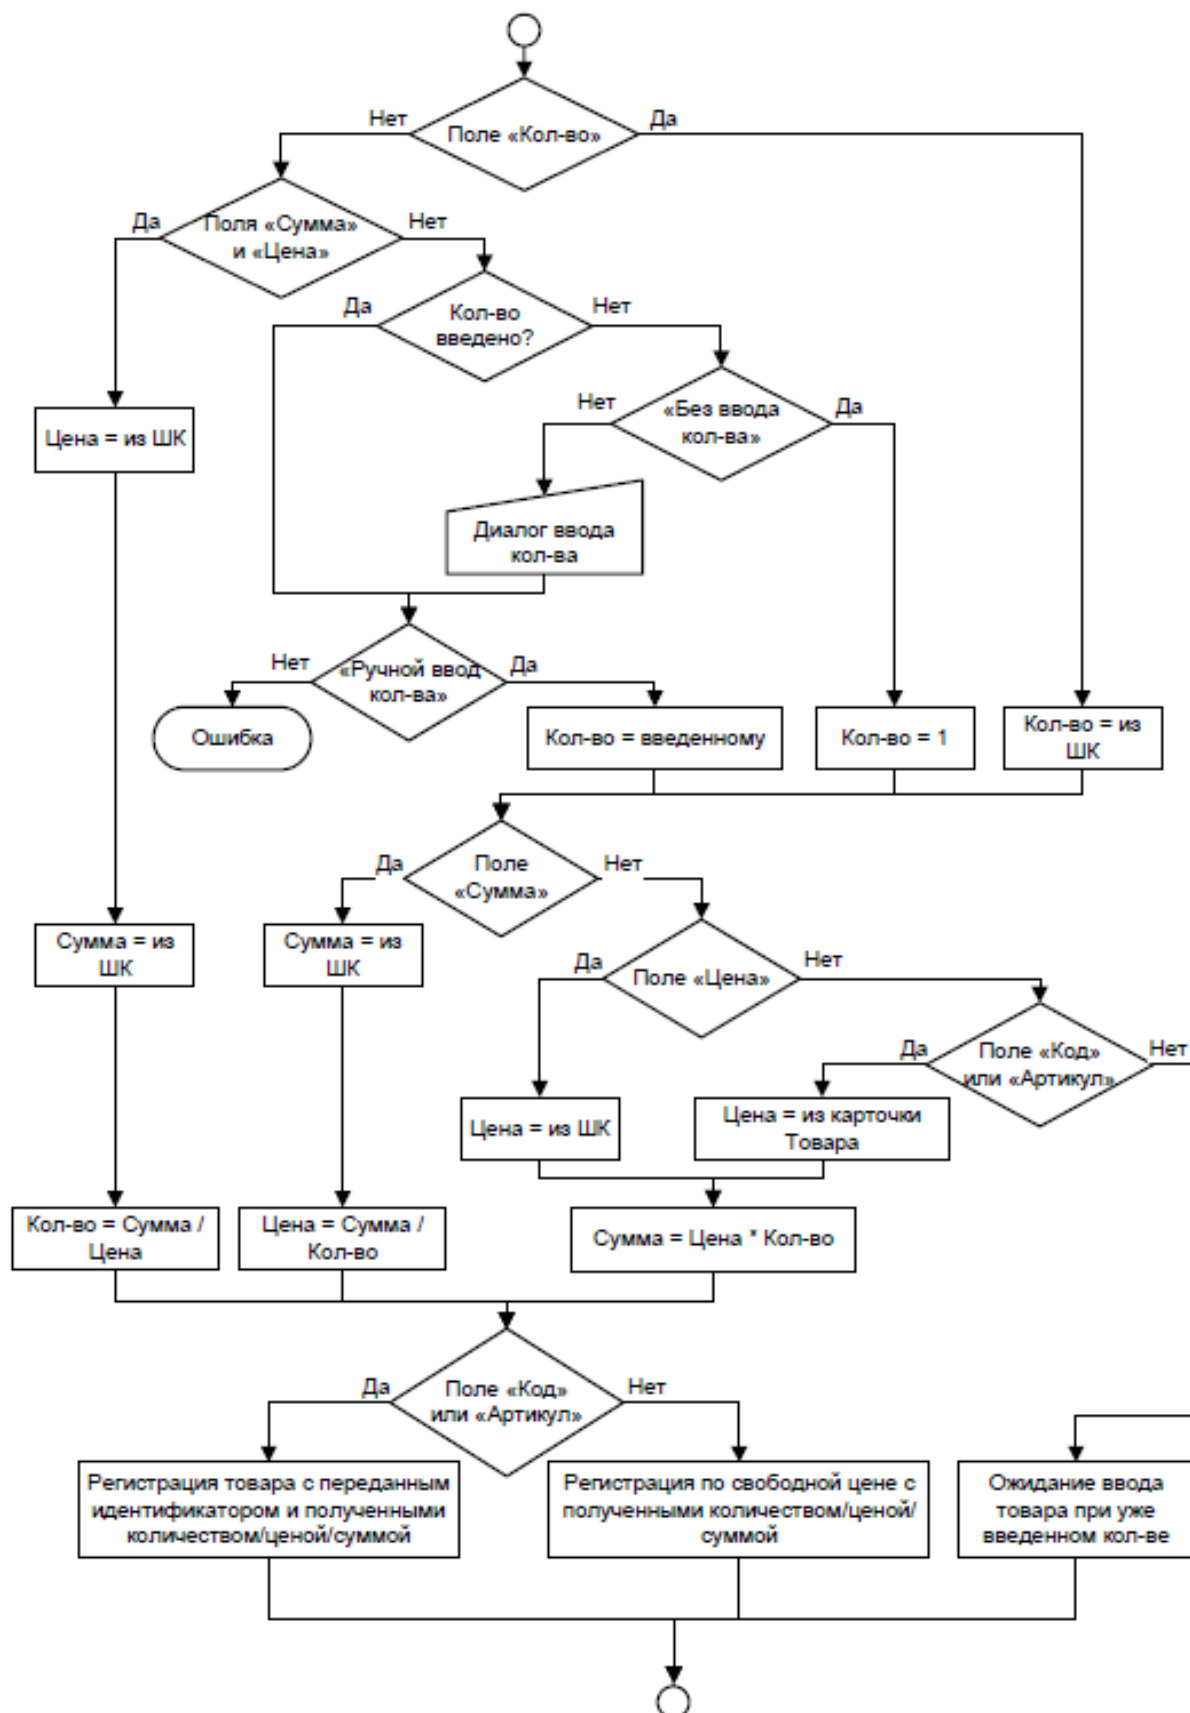 Нет
Да
Поле «Кол-во»
Да
Поля «Сумма»
и «Цена»
Нет
Да
Кол-во
введено?
Нет
Цена = из ШК
Нет
«Без ввода
кол-ва»
Да
Диалог ввода
кол-ва
Нет
«Ручной ввод
кол-ва»
Да
Ошибка
Кол-во = введенному
Кол-во = 1
Кол-во = из
ШК
Да
Поле
«Сумма»
Нет
Сумма = из
ШК
Сумма = из
ШК
Да
Поле «Цена»
Нет
Да
Поле «Код»
или «Артикул»
Нет
Цена = из ШК
Цена = из карточки
Товара
Кол-во = Сумма /
Цена
Цена = Сумма /
Кол-во
Сумма = Цена * Кол-во
Да
Поле «Код»
или «Артикул»
Нет
Регистрация товара с переданным
идентификатором и полученными
количеством/ценой/суммой
Регистрация по свободной цене с
полученными количеством/ценой/
суммой
Ожидание ввода
товара при уже
введенном кол-ве